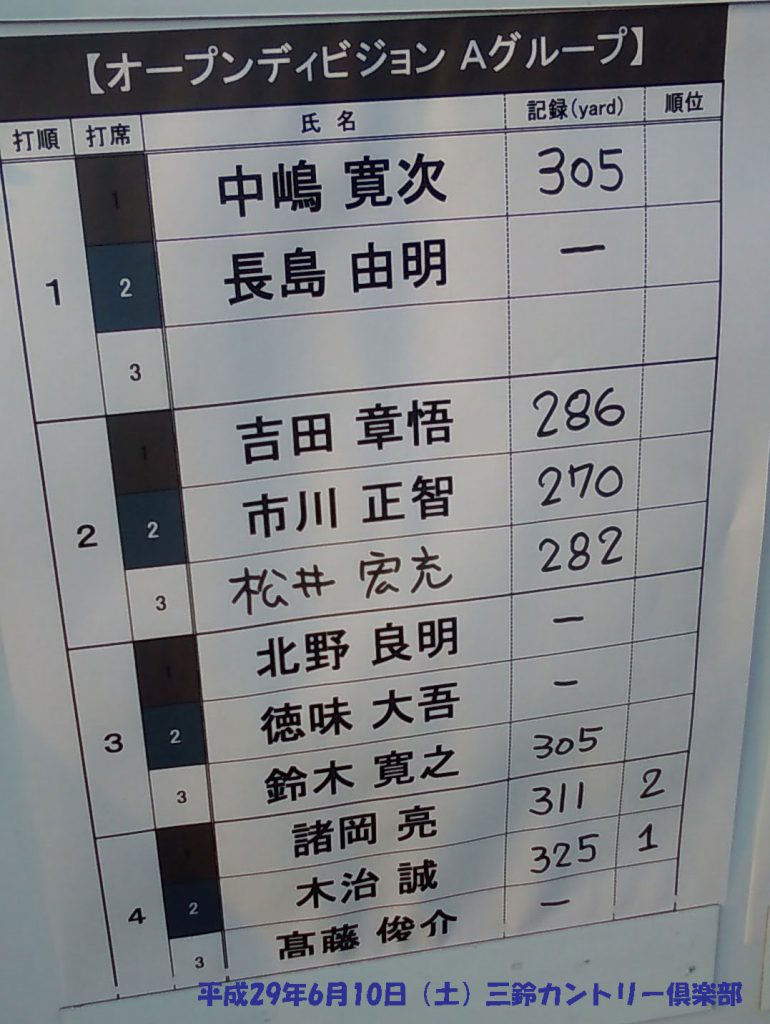 【オープンディビジョン Aグループ】
打順 打席 氏 名 記録(yard) 順位
1 1 中嶋 寛次 305
2 長島 由明 ー
3
2 1 吉田 章悟 286
2 市川 正智 270
3 松井 宏充 282
3 1 北野 良明 ー
2 徳味 大吾 ー
3 鈴木 寛之 305
4 1 諸岡 亮 311 2
2 木治 誠 325 1
3 髙藤 俊介 ー
平成29年6月10日（土）三鈴カントリー倶楽部